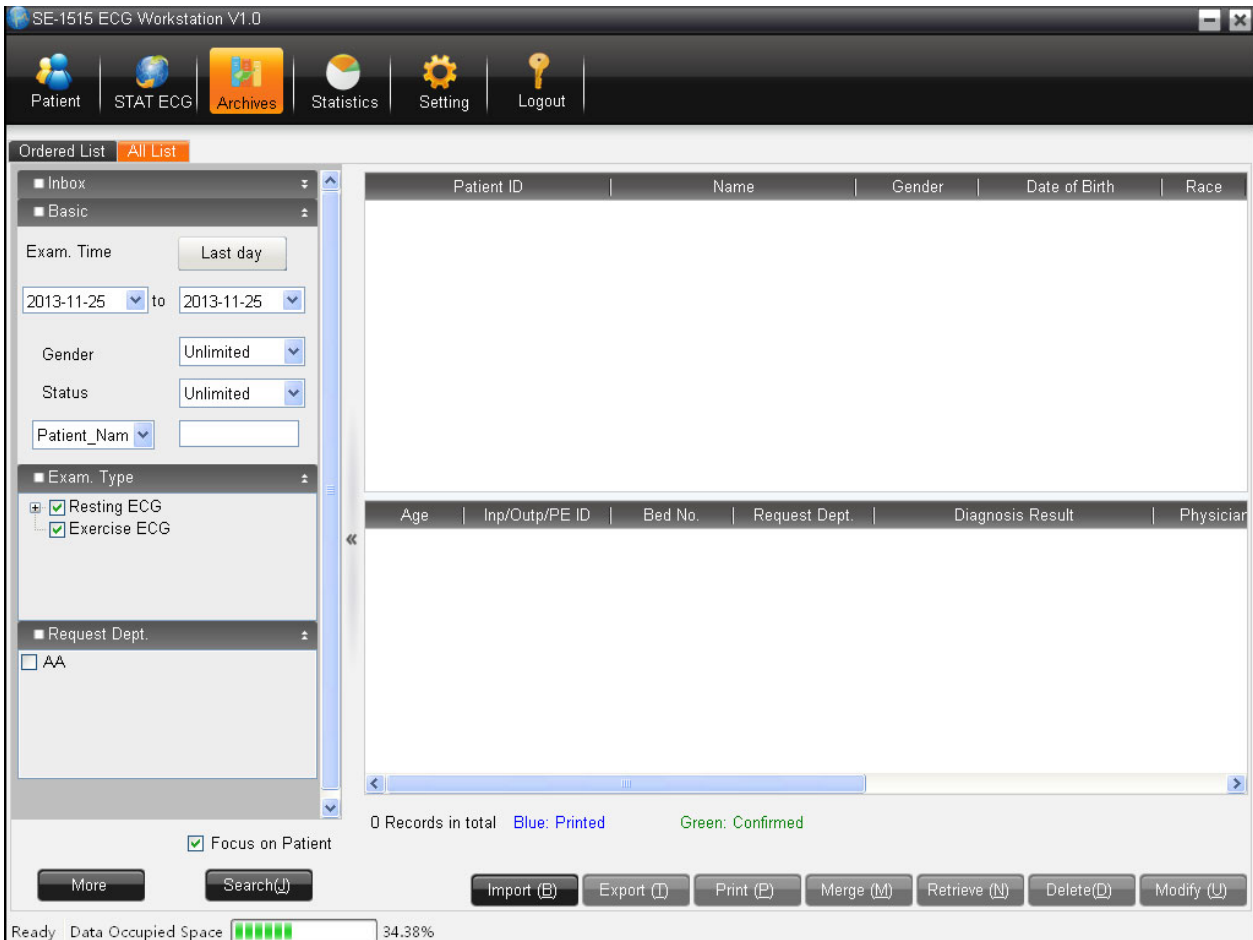 SE-1515 ECG Workstation V1.0
Patient STAT ECG Archives Statistics Setting Logout
Ordered List All List
Inbox
Basic
Exam. Time Last day
2013-11-25 to 2013-11-25
Gender Unlimited
Status Unlimited
Patient_Nam
Exam. Type
Resting ECG
Exercise ECG
Request Dept.
AA
Focus on Patient
More Search(J)
Patient ID Name Gender Date of Birth Race
Age Inp/Outp/PE ID Bed No. Request Dept. Diagnosis Result Physician
0 Records in total Blue: Printed Green: Confirmed
Import (B) Export (T) Print (P) Merge (M) Retrieve (N) Delete(D) Modify (U)
Ready Data Occupied Space 34.38%